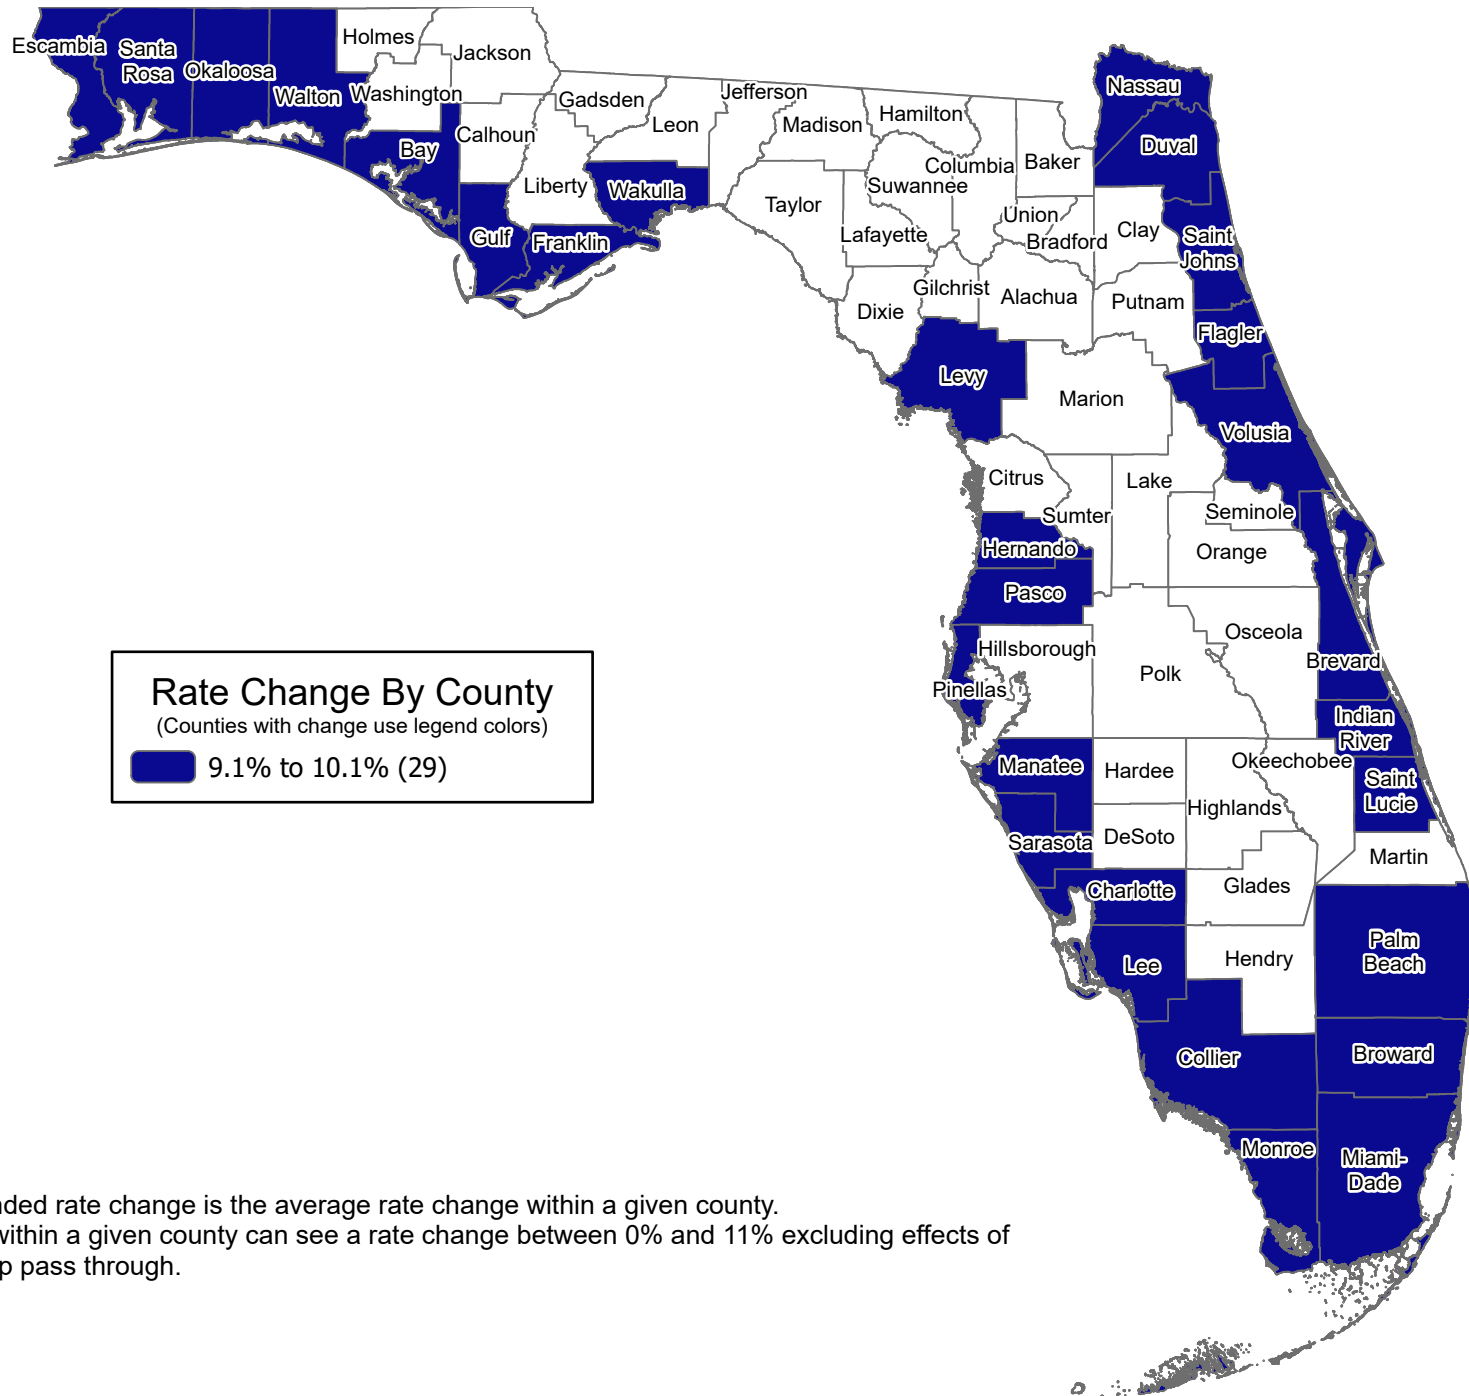 Escambia
Santa
Rosa
Okaloosa
Walton
Holmes
Jackson
Washington
Bay
Calhoun
Gulf
Liberty
Franklin
Gadsden
Leon
Wakulla
Jefferson
Madison
Taylor
Hamilton
Suwannee
Lafayette
Columbia
Baker
Union
Bradford
Nassau
Duval
Clay
Saint
Johns
Dixie
Gilchrist
Alachua
Putnam
Flagler
Levy
Marion
Volusia
Citrus
Sumter
Lake
Seminole
Orange
Hernando
Pasco
Pinellas
Hillsborough
Polk
Osceola
Brevard
Indian
River
Manatee
Hardee
Highlands
Okeechobee
Saint
Lucie
Sarasota
DeSoto
Martin
Charlotte
Glades
Lee
Hendry
Palm
Beach
Collier
Broward
Monroe
Miami-
Dade
Rate Change By County
(Counties with change use legend colors)
9.1% to 10.1% (29)
nded rate change is the average rate change within a given county.
within a given county can see a rate change between 0% and 11% excluding effects of
p pass through.